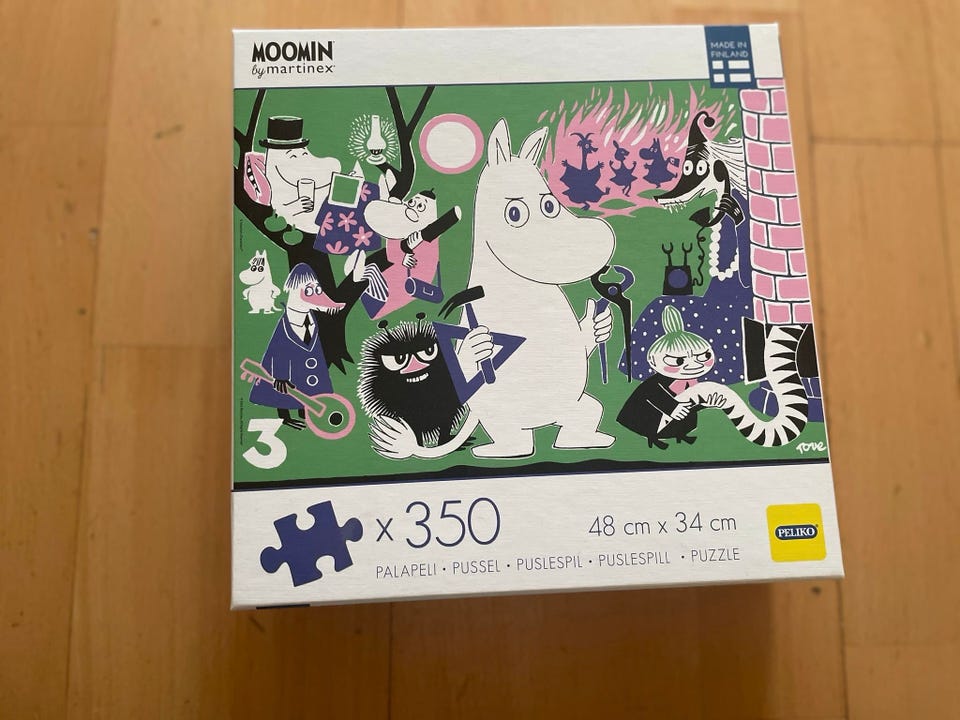 MOOMIN
by martinex
MADE IN
FINLAND
3
Tove
x 350
48 cm x 34 cm
PALAPELI • PUSSEL • PUSLESPIL • PUSLESPILL • PUZZLE
PELIKO